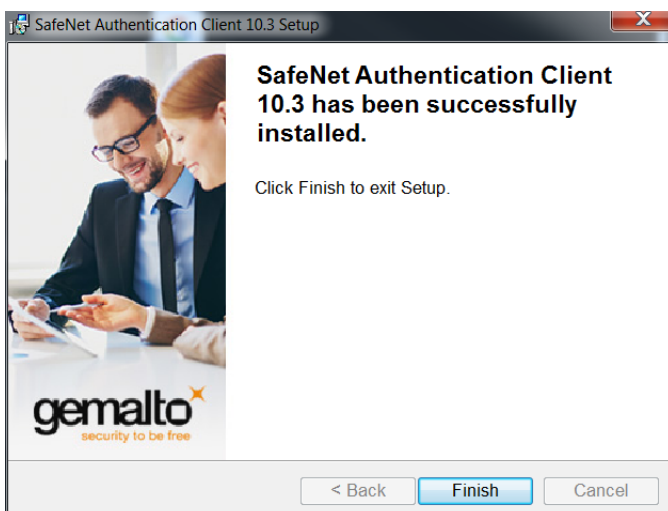 SafeNet Authentication Client 10.3 Setup
SafeNet Authentication Client
10.3 has been successfully
installed.
Click Finish to exit Setup.
gemalto
security to be free
< Back
Finish
Cancel